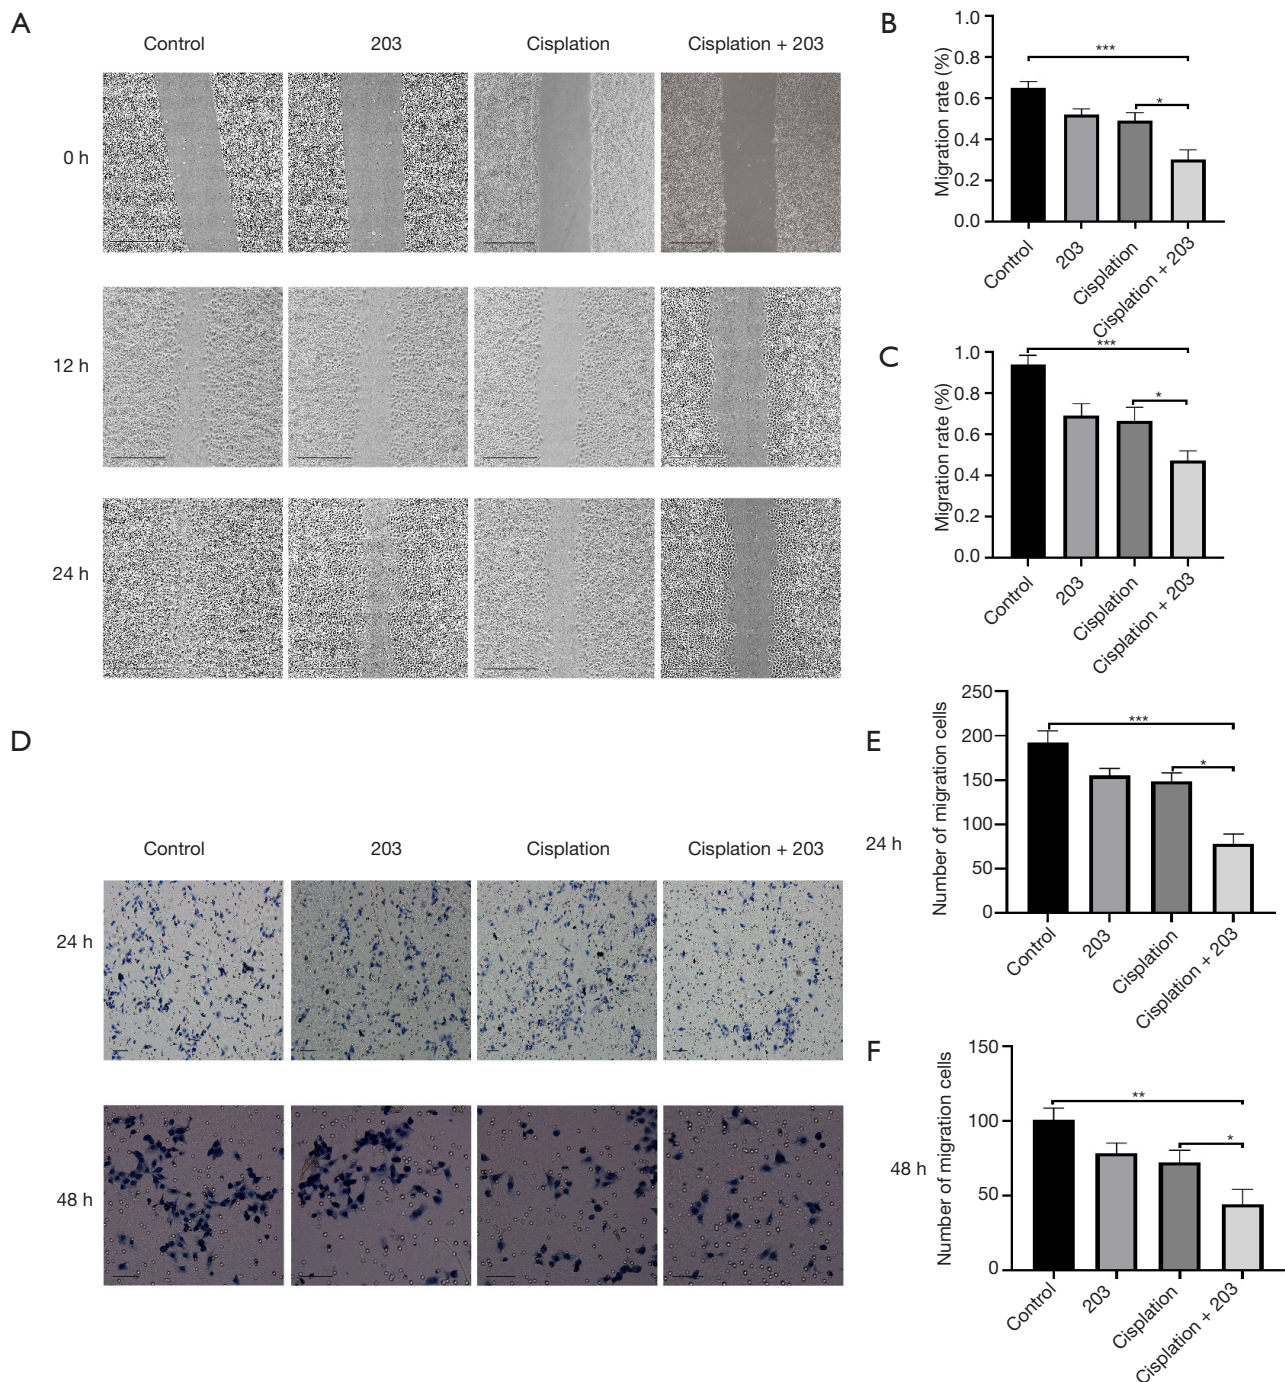 A
Control
203
Cisplation
Cisplation + 203
0 h
12 h
24 h
B
Migration rate (%)
1.0
0.8
0.6
0.4
0.2
0.0
***
*
Control
203
Cisplation
Cisplation + 203
C
Migration rate (%)
1.0
0.8
0.6
0.4
0.2
0.0
***
*
Control
203
Cisplation
Cisplation + 203
D
Control
203
Cisplation
Cisplation + 203
24 h
48 h
E
24 h
Number of migration cells
250
200
150
100
50
0
***
*
Control
203
Cisplation
Cisplation + 203
F
48 h
Number of migration cells
150
100
50
0
**
*
Control
203
Cisplation
Cisplation + 203